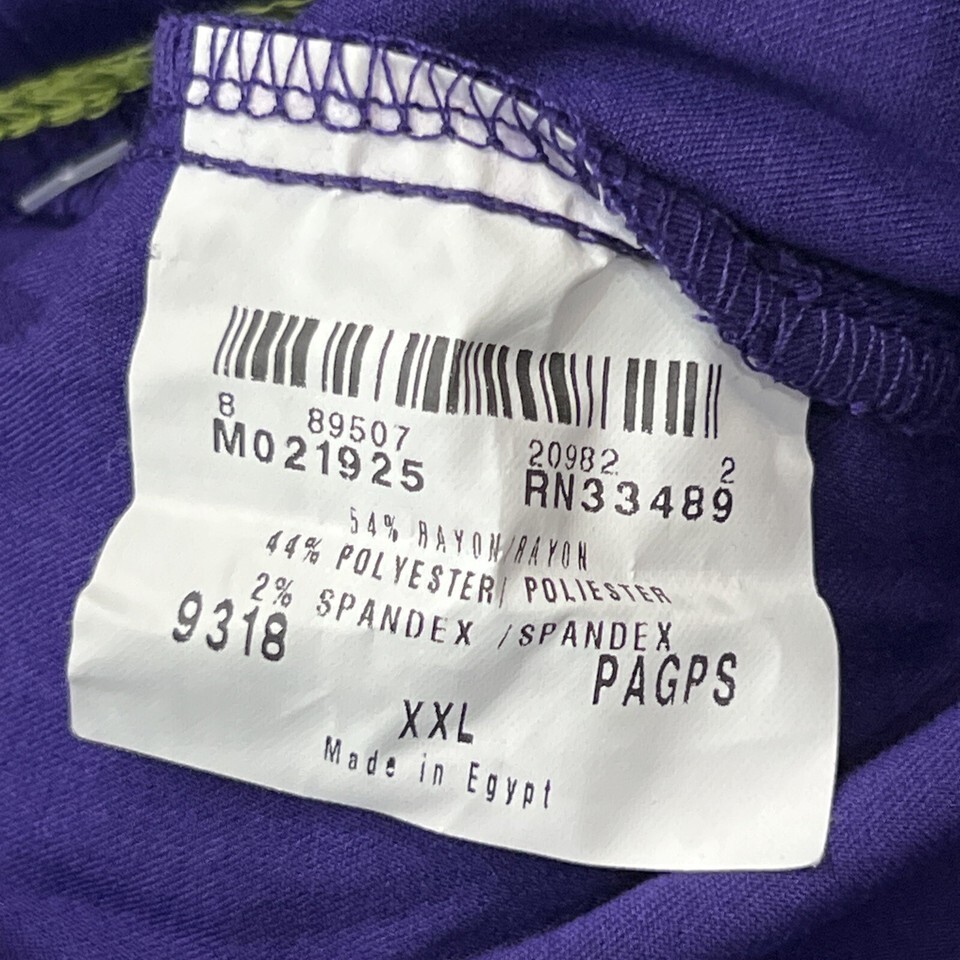 8 89507 20982 2
M021925 RN33489
54% RAYON/RAYON
44% POLYESTER/ POLIESTER
2% SPANDEX /SPANDEX
9318 PAGPS
XXL
Made in Egypt